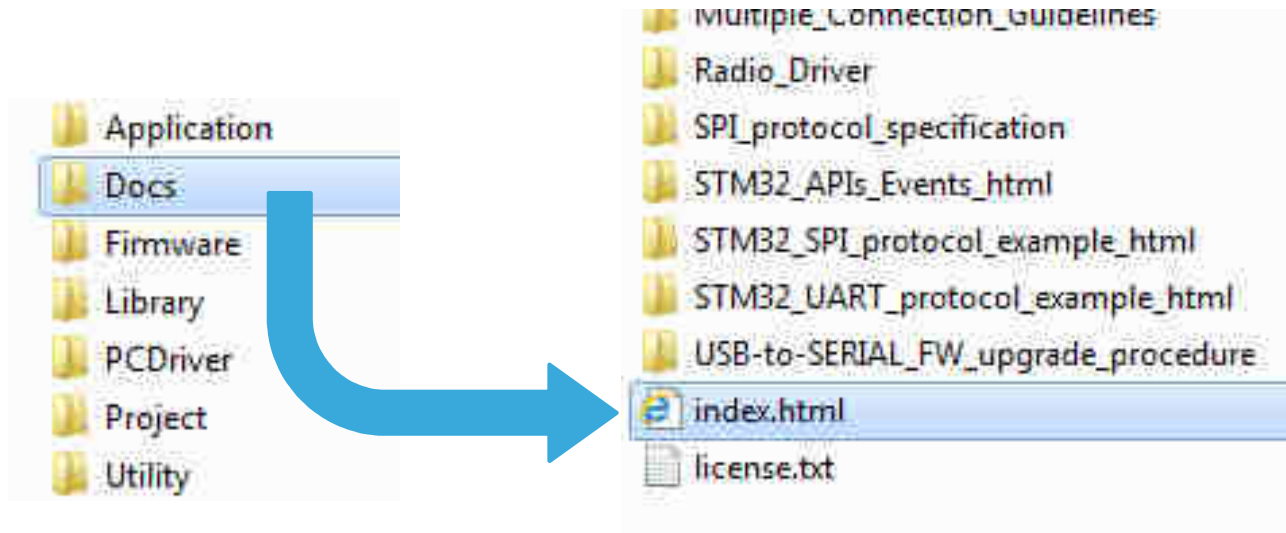 Application
Docs
Firmware
Library
PCDriver
Project
Utility
Multiple_Connection_Guidelines
Radio_Driver
SPI_protocol_specification
STM32_APIs_Events_html
STM32_SPI_protocol_example_html
STM32_UART_protocol_example_html
USB-to-SERIAL_FW_upgrade_procedure
index.html
license.txt